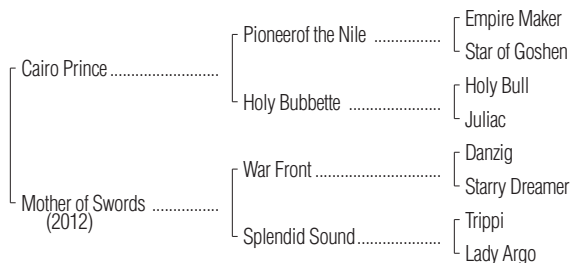 Empire Maker
Pioneerof the Nile ..................
Star of Goshen
Cairo Prince.............................
Holy Bull
Holy Bubbette ........................
Juliac
Danzig
War Front.................................
Starry Dreamer
Mother of Swords .................
(2012)
Trippi
Splendid Sound......................
Lady Argo